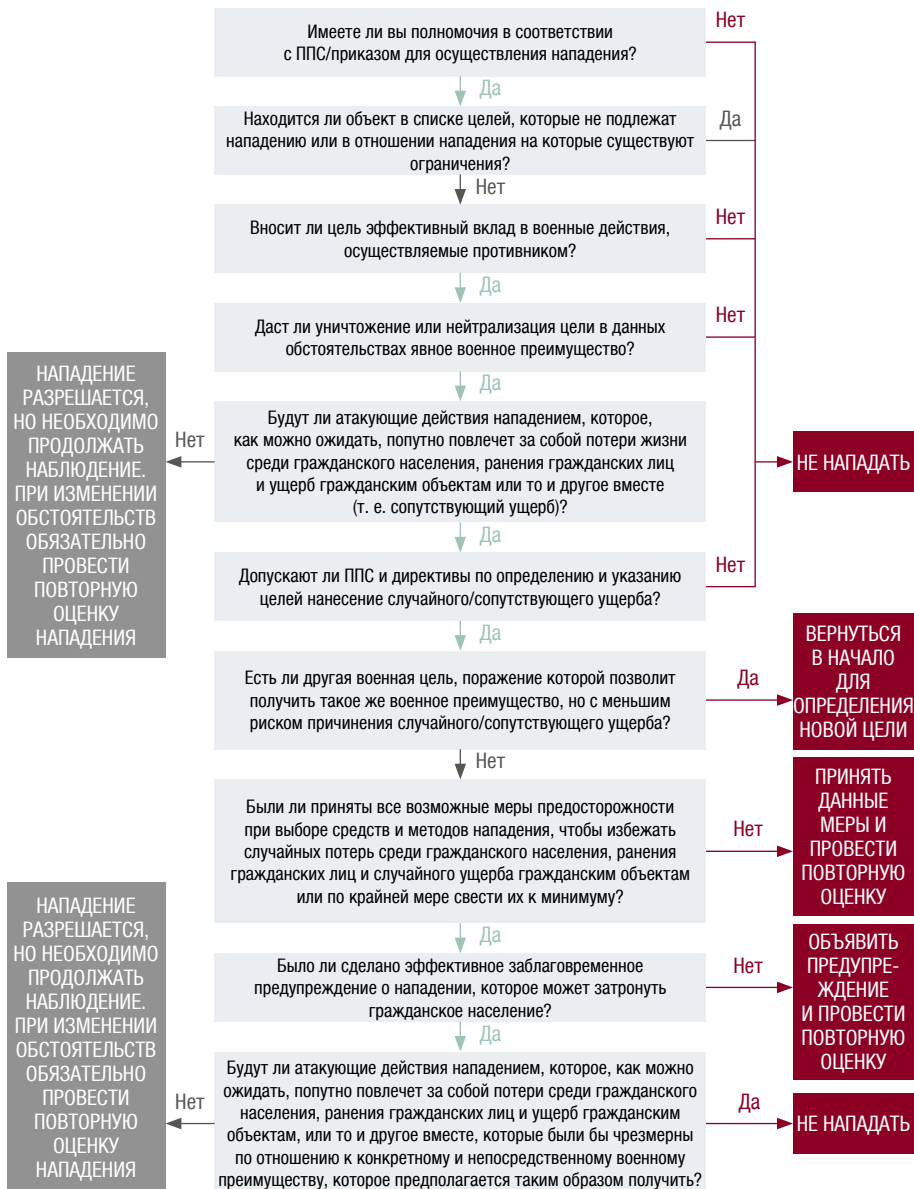 Имеете ли вы полномочия в соответствии
с ППС/приказом для осуществления нападения?
Нет
Да
Находится ли объект в списке целей, которые не подлежат
нападению или в отношении нападения на которые существуют
ограничения?
Да
Нет
Вносит ли цель эффективный вклад в военные действия,
осуществляемые противником?
Нет
Да
Даст ли уничтожение или нейтрализация цели в данных
обстоятельствах явное военное преимущество?
Нет
Да
Будут ли атакующие действия нападением, которое,
как можно ожидать, попутно повлечет за собой потери жизни
среди гражданского населения, ранения гражданских лиц
и ущерб гражданским объектам или то и другое вместе
(т. е. сопутствующий ущерб)?
Нет
НАПАДЕНИЕ
РАЗРЕШАЕТСЯ,
НО НЕОБХОДИМО
ПРОДОЛЖАТЬ
НАБЛЮДЕНИЕ.
ПРИ ИЗМЕНЕНИИ
ОБСТОЯТЕЛЬСТВ
ОБЯЗАТЕЛЬНО
ПРОВЕСТИ
ПОВТОРНУЮ
ОЦЕНКУ
НАПАДЕНИЯ
НЕ НАПАДАТЬ
Да
Допускают ли ППС и директивы по определению и указанию
целей нанесение случайного/сопутствующего ущерба?
Нет
Да
Есть ли другая военная цель, поражение которой позволит
получить такое же военное преимущество, но с меньшим
риском причинения случайного/сопутствующего ущерба?
Да
ВЕРНУТЬСЯ
В НАЧАЛО
ДЛЯ
ОПРЕДЕЛЕНИЯ
НОВОЙ ЦЕЛИ
Нет
Были ли приняты все возможные меры предосторожности
при выборе средств и методов нападения, чтобы избежать
случайных потерь среди гражданского населения, ранения
гражданских лиц и случайного ущерба гражданским объектам
или по крайней мере свести их к минимуму?
Нет
ПРИНЯТЬ
ДАННЫЕ
МЕРЫ И
ПРОВЕСТИ
ПОВТОРНУЮ
ОЦЕНКУ
Да
Было ли сделано эффективное заблаговременное
предупреждение о нападении, которое может затронуть
гражданское население?
Нет
ОБЪЯВИТЬ
ПРЕДУПРЕ-
ЖДЕНИЕ
И ПРОВЕСТИ
ПОВТОРНУЮ
ОЦЕНКУ
Да
Будут ли атакующие действия нападением, которое, как можно
ожидать, попутно повлечет за собой потери среди гражданского
населения, ранения гражданских лиц и ущерб гражданским
объектам, или то и другое вместе, которые были бы чрезмерны
по отношению к конкретному и непосредственному военному
преимуществу, которое предполагается таким образом получить?
Нет
НАПАДЕНИЕ
РАЗРЕШАЕТСЯ,
НО НЕОБХОДИМО
ПРОДОЛЖАТЬ
НАБЛЮДЕНИЕ.
ПРИ ИЗМЕНЕНИИ
ОБСТОЯТЕЛЬСТВ
ОБЯЗАТЕЛЬНО
ПРОВЕСТИ
ПОВТОРНУЮ
ОЦЕНКУ
НАПАДЕНИЯ
Да
НЕ НАПАДАТЬ